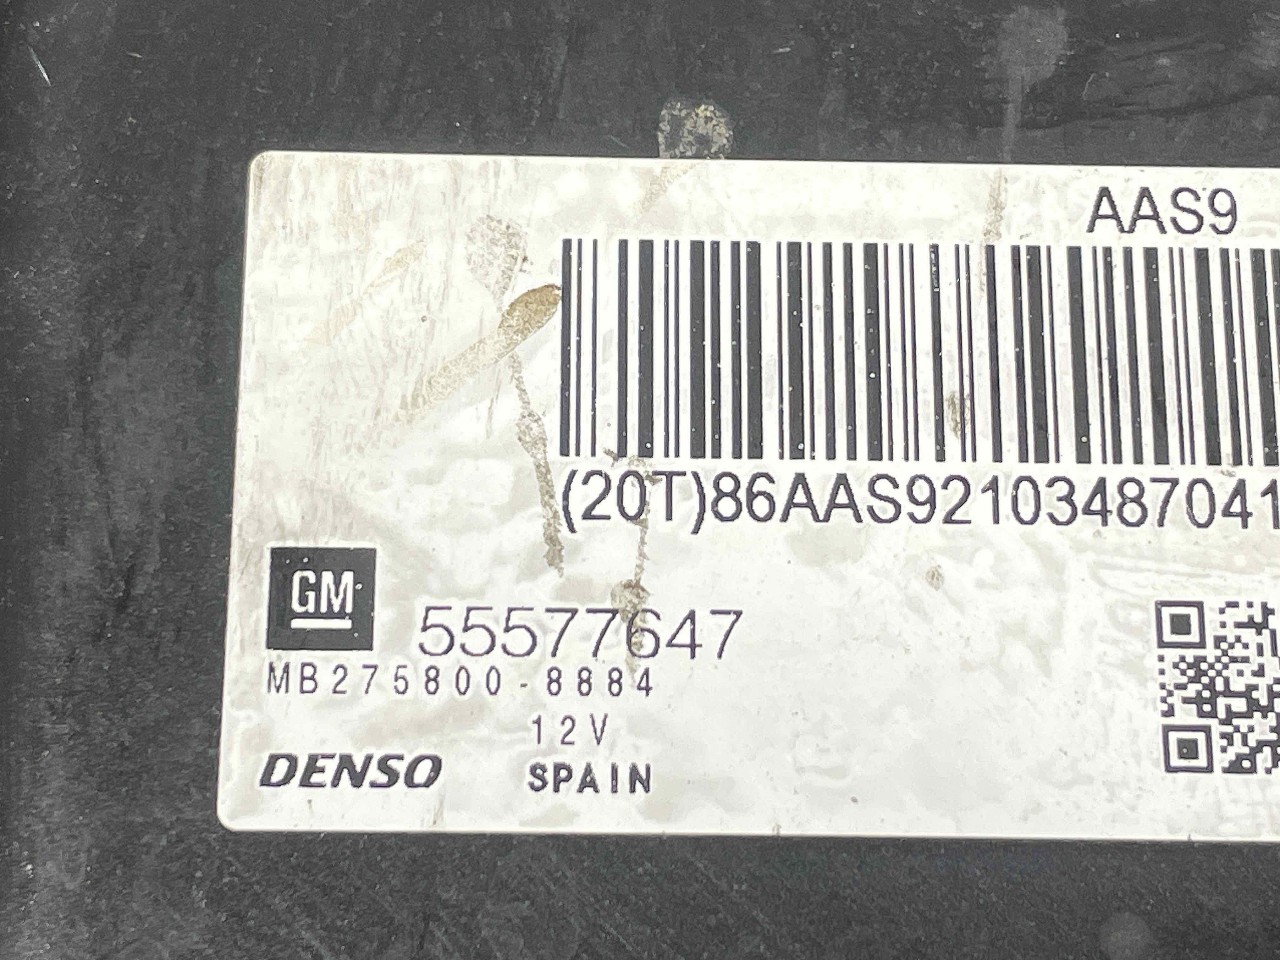 AAS9
(20T)86AAS92103487041
GM
55577647
MB275800-8884
12V
DENSO
SPAIN